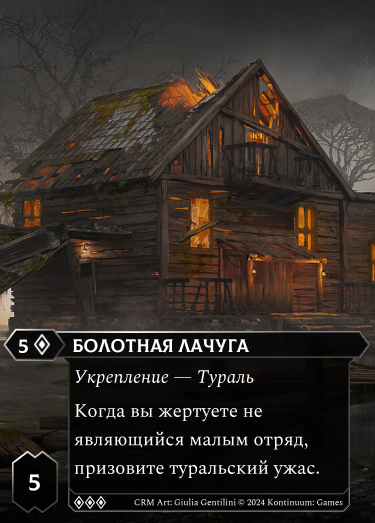 5 БОЛОТНАЯ ЛАЧУГА
Укрепление — Тураль
Когда вы жертуете не
являющийся малым отряд,
призовите туральский ужас.
5
CRM Art: Giulia Gentilini © 2024 Kontinuum: Games